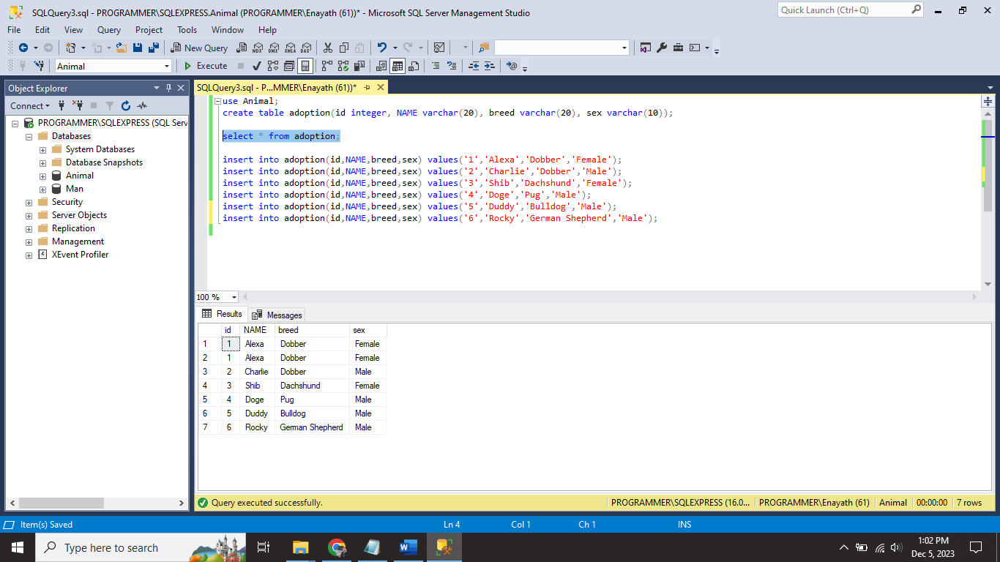 SQLQuery3.sql - PROGRAMMER\SQLEXPRESS.Animal (PROGRAMMER\Enayath (61))* - Microsoft SQL Server Management Studio
Quick Launch (Ctrl+Q)
File Edit View Query Project Tools Window Help
New Query MDX DMX XMLA DAX
Animal Execute
Object Explorer
Connect
PROGRAMMER\SQLEXPRESS (SQL Serv
Databases
System Databases
Database Snapshots
Animal
Man
Security
Server Objects
Replication
Management
XEvent Profiler
SQLQuery3.sql - P...MMER\Enayath (61))*
use Animal;
create table adoption(id integer, NAME varchar(20), breed varchar(20), sex varchar(10));
select * from adoption;
insert into adoption(id,NAME,breed,sex) values('1','Alexa','Dobber','Female');
insert into adoption(id,NAME,breed,sex) values('2','Charlie','Dobber','Male');
insert into adoption(id,NAME,breed,sex) values('3','Shib','Dachshund','Female');
insert into adoption(id,NAME,breed,sex) values('4','Doge','Pug','Male');
insert into adoption(id,NAME,breed,sex) values('5','Duddy','Bulldog','Male');
insert into adoption(id,NAME,breed,sex) values('6','Rocky','German Shepherd','Male');
100 %
Results Messages
id NAME breed sex
1 1 Alexa Dobber Female
2 1 Alexa Dobber Female
3 2 Charlie Dobber Male
4 3 Shib Dachshund Female
5 4 Doge Pug Male
6 5 Duddy Bulldog Male
7 6 Rocky German Shepherd Male
Query executed successfully. PROGRAMMER\SQLEXPRESS (16.0... PROGRAMMER\Enayath (61) Animal 00:00:00 7 rows
Item(s) Saved Ln 4 Col 1 Ch 1 INS
Type here to search
1:02 PM
Dec 5, 2023